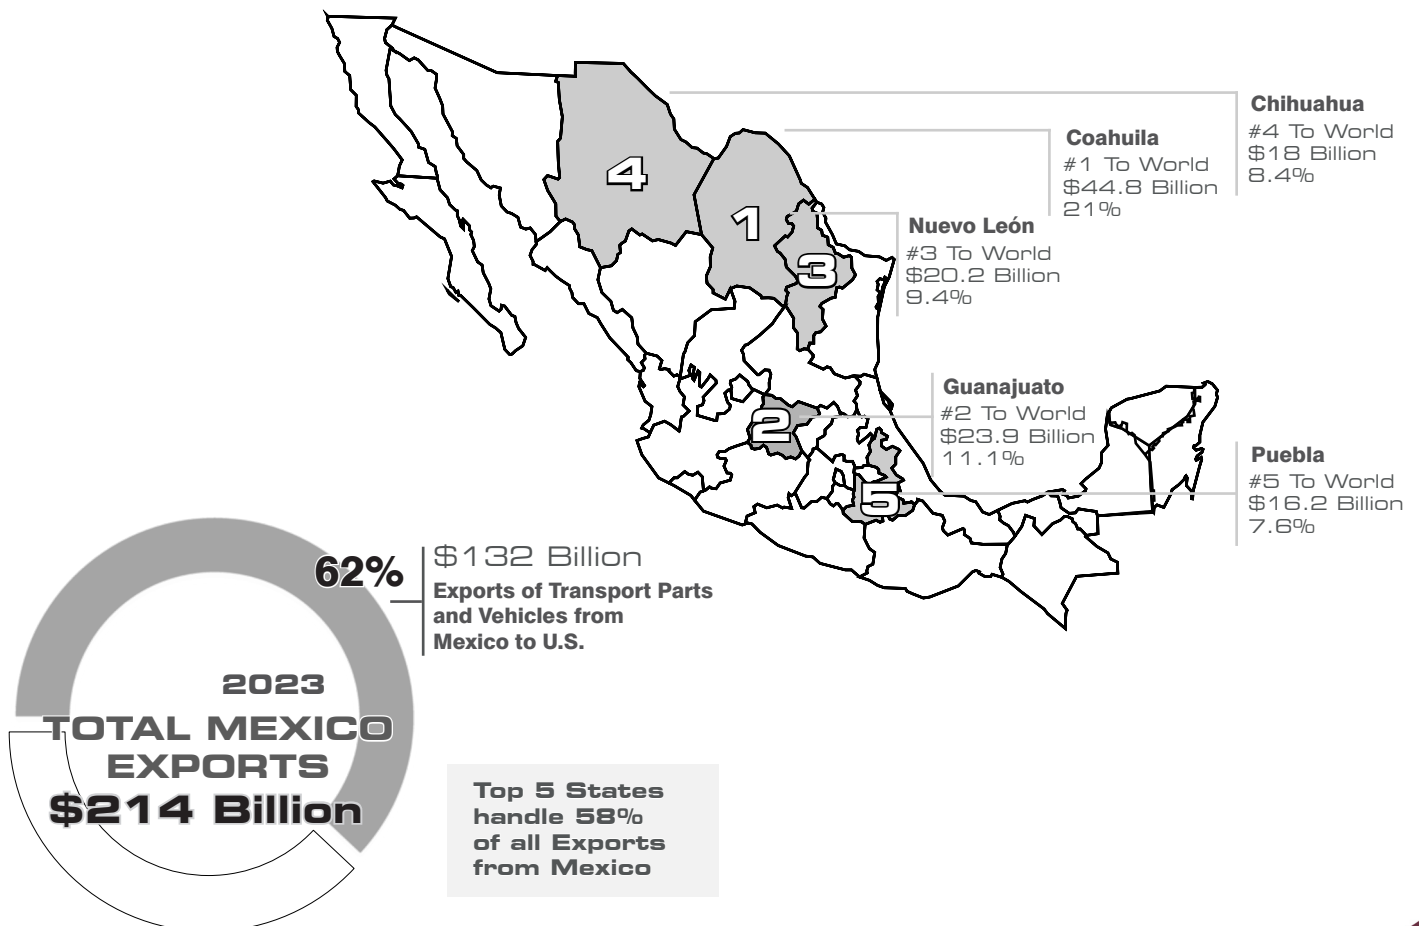 Chihuahua
#4 To World
$18 Billion
8.4%
Coahuila
#1 To World
$44.8 Billion
21%
Nuevo León
#3 To World
$20.2 Billion
9.4%
Guanajuato
#2 To World
$23.9 Billion
11.1%
Puebla
#5 To World
$16.2 Billion
7.6%
4
1
3
2
5
62%
$132 Billion
Exports of Transport Parts
and Vehicles from
Mexico to U.S.
2023
TOTAL MEXICO
EXPORTS
$214 Billion
Top 5 States
handle 58%
of all Exports
from Mexico